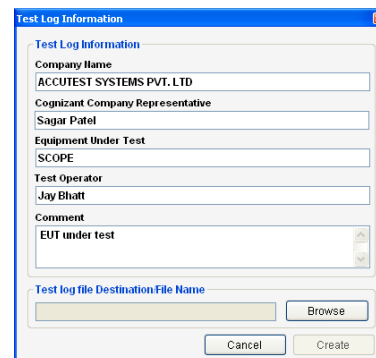 Test Log Information
Test Log Information
Company Name
ACCUTEST SYSTEMS PVT. LTD
Cognizant Company Representative
Sagar Patel
Equipment Under Test
SCOPE
Test Operator
Jay Bhatt
Comment
EUT under test
Test log file Destination/File Name
Browse
Cancel
Create